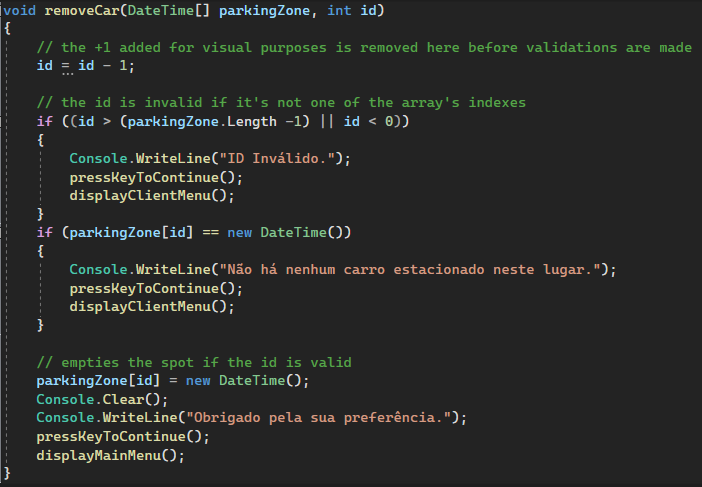 void removeCar(DateTime[] parkingZone, int id)
{
// the +1 added for visual purposes is removed here before validations are made
id = id - 1;
// the id is invalid if it's not one of the array's indexes
if ((id > (parkingZone.Length -1) || id < 0))
{
Console.WriteLine("ID Inválido.");
pressKeyToContinue();
displayClientMenu();
}
if (parkingZone[id] == new DateTime())
{
Console.WriteLine("Não há nenhum carro estacionado neste lugar.");
pressKeyToContinue();
displayClientMenu();
}
// empties the spot if the id is valid
parkingZone[id] = new DateTime();
Console.Clear();
Console.WriteLine("Obrigado pela sua preferência.");
pressKeyToContinue();
displayMainMenu();
}